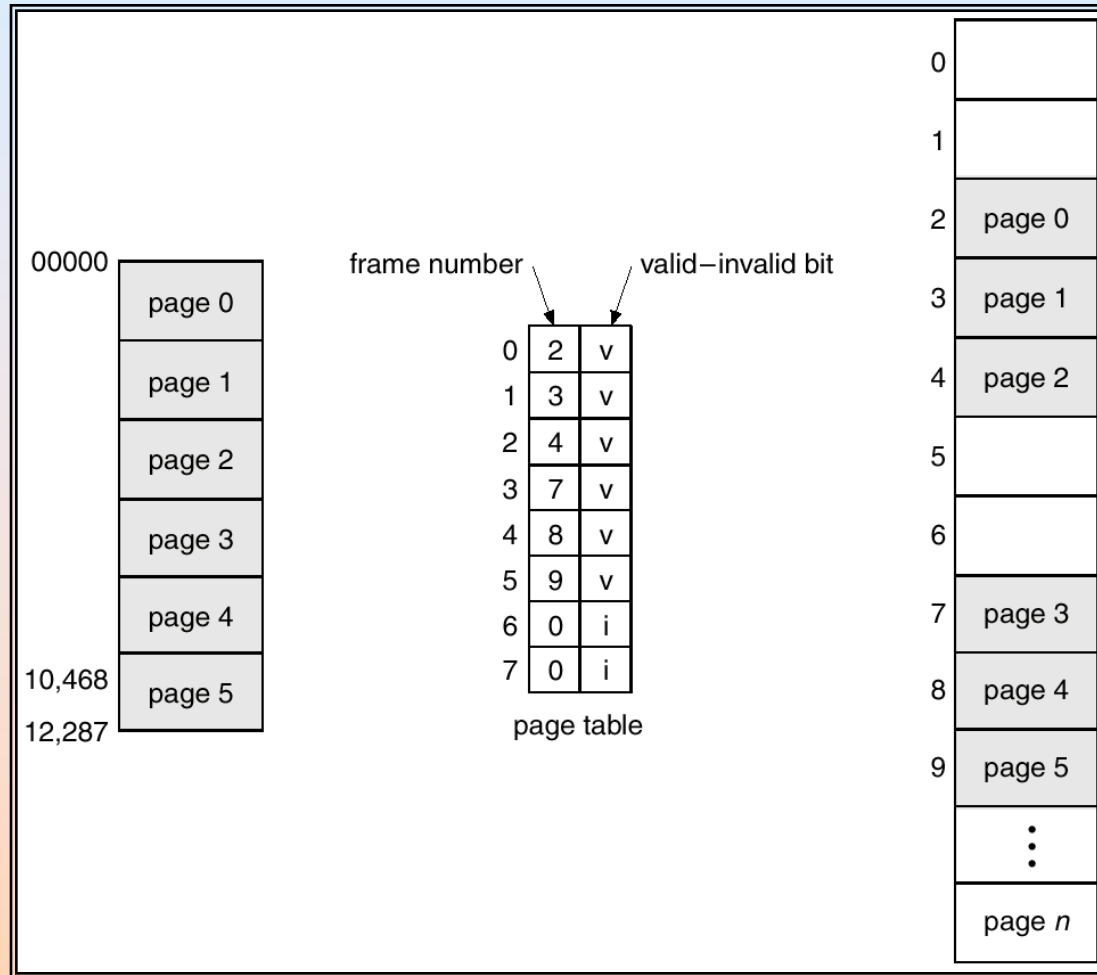 00000
page 0
page 1
page 2
page 3
page 4
10,468
page 5
12,287
frame number
valid–invalid bit
0 2 v
1 3 v
2 4 v
3 7 v
4 8 v
5 9 v
6 0 i
7 0 i
page table
0
1
2 page 0
3 page 1
4 page 2
5
6
7 page 3
8 page 4
9 page 5
⋮
page n